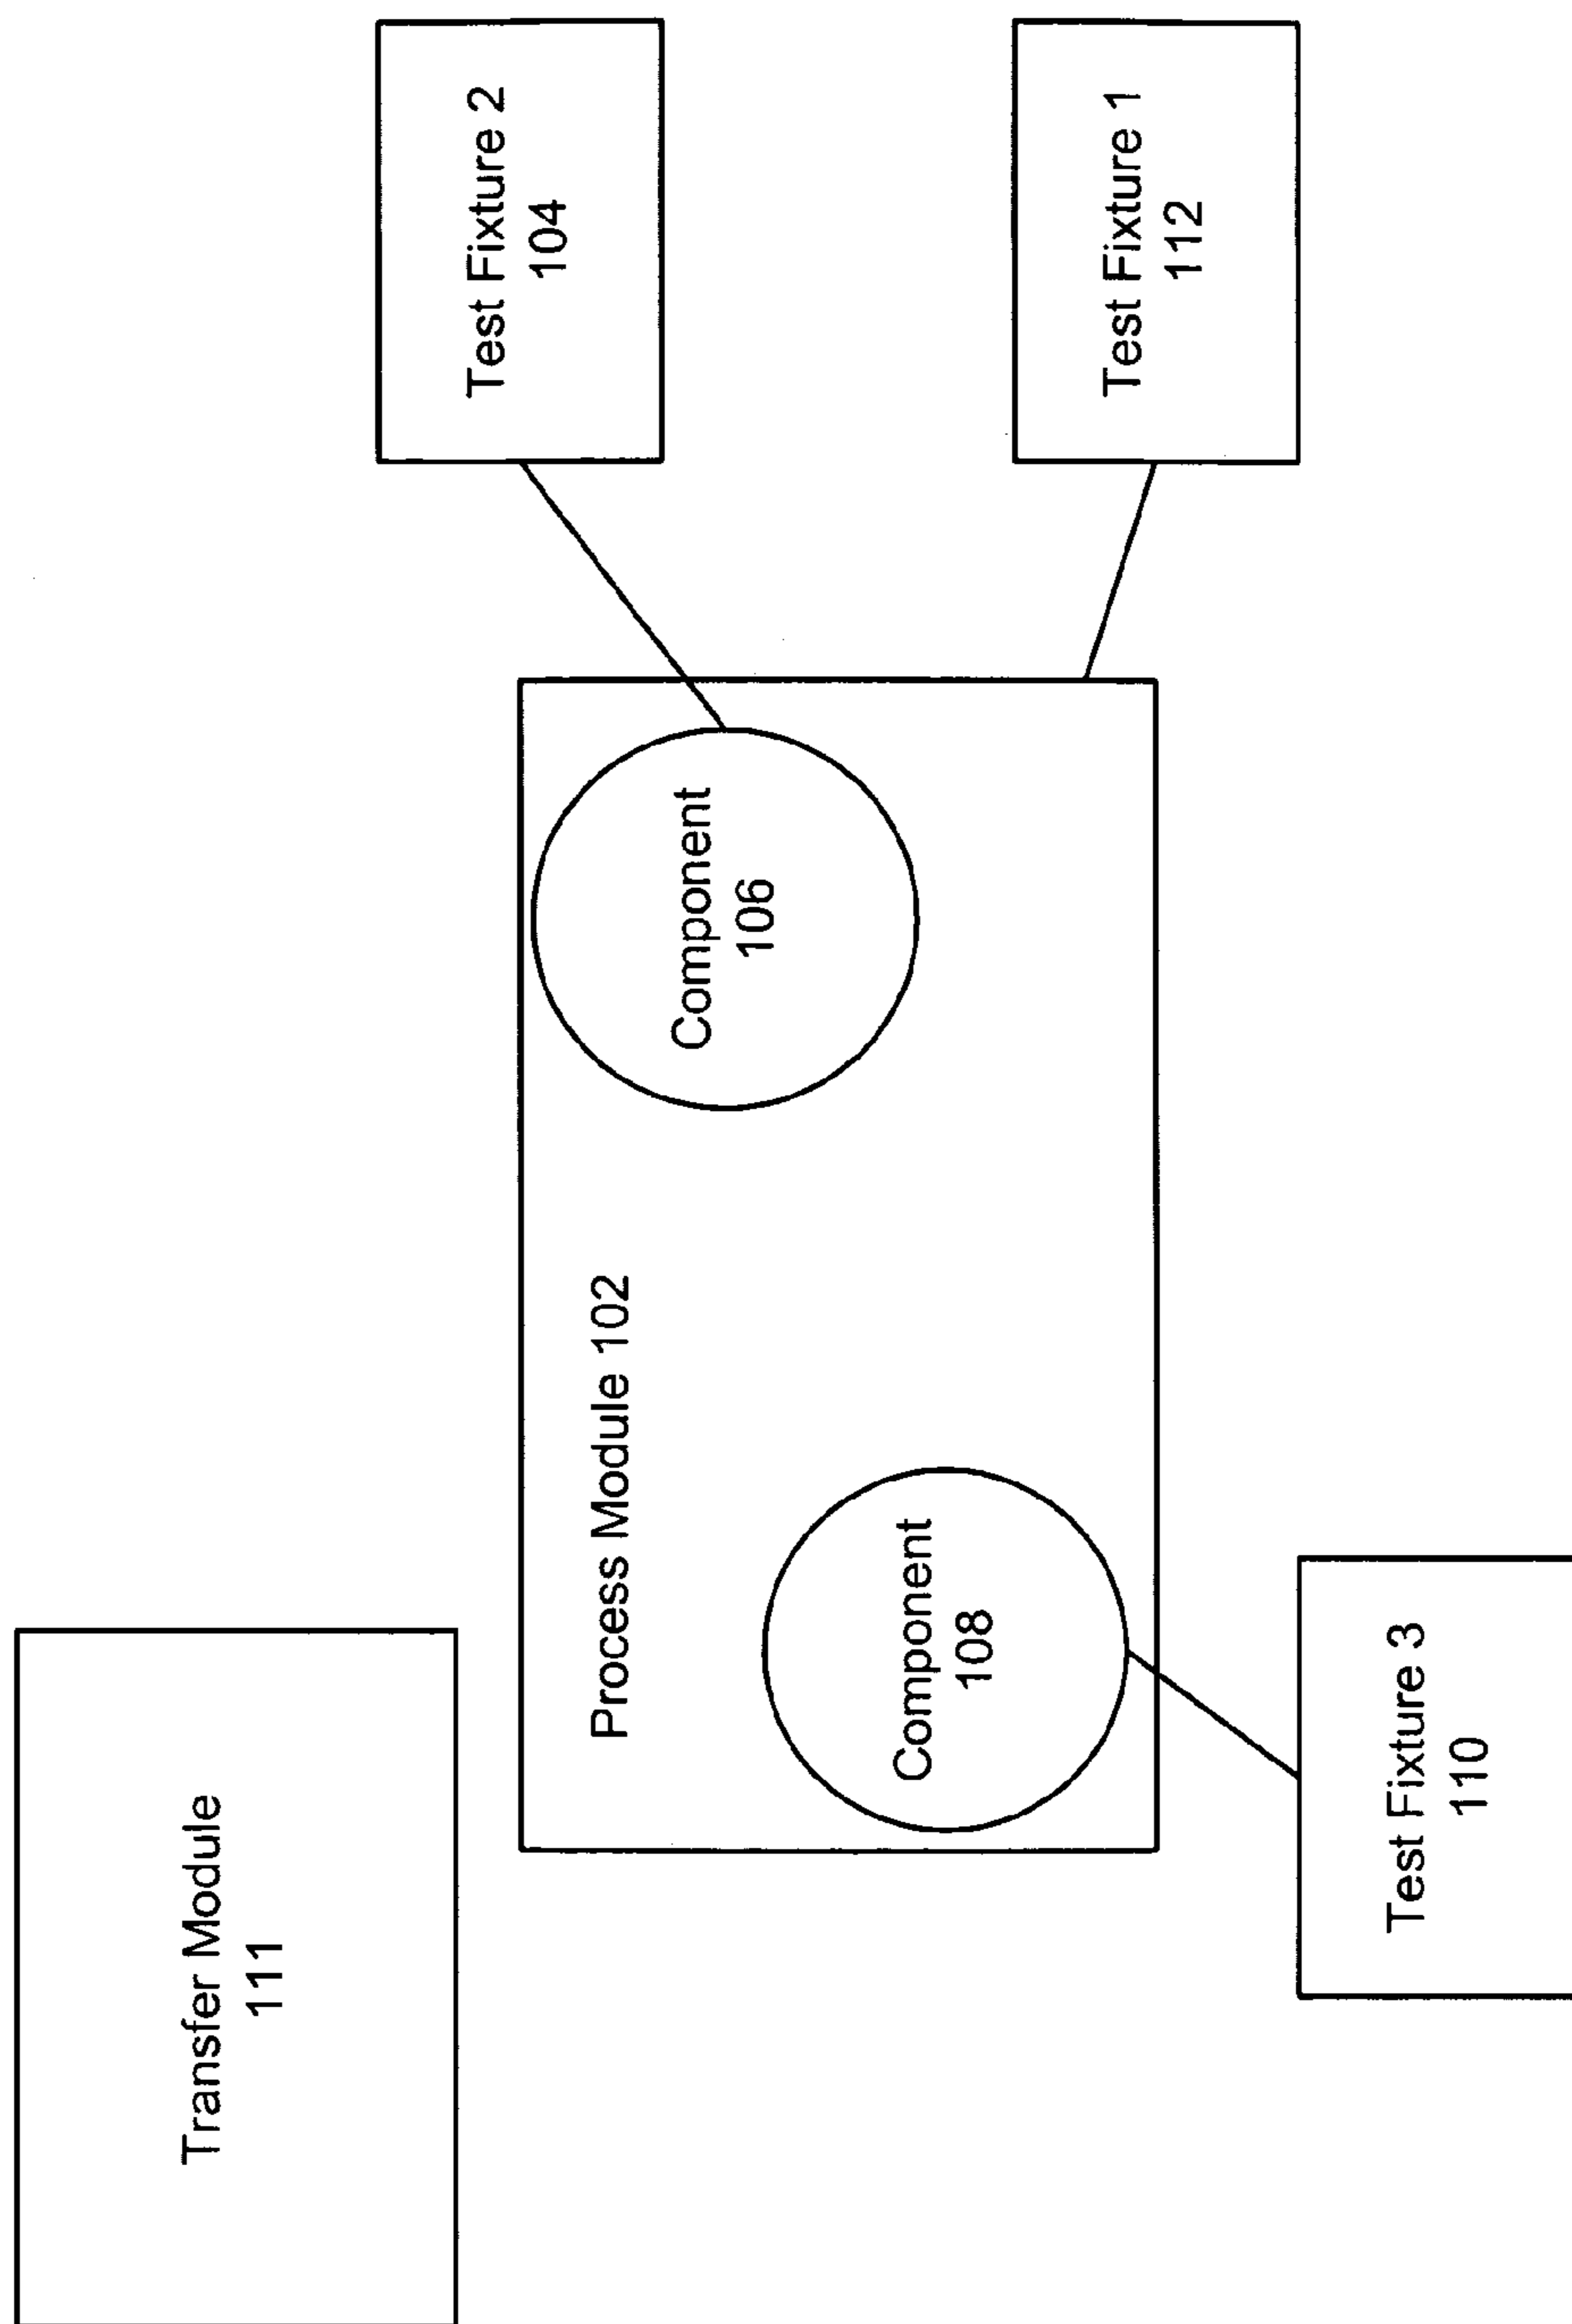 Transfer Module
111
Process Module 102
Component
108
Component
106
Test Fixture 2
104
Test Fixture 1
112
Test Fixture 3
110